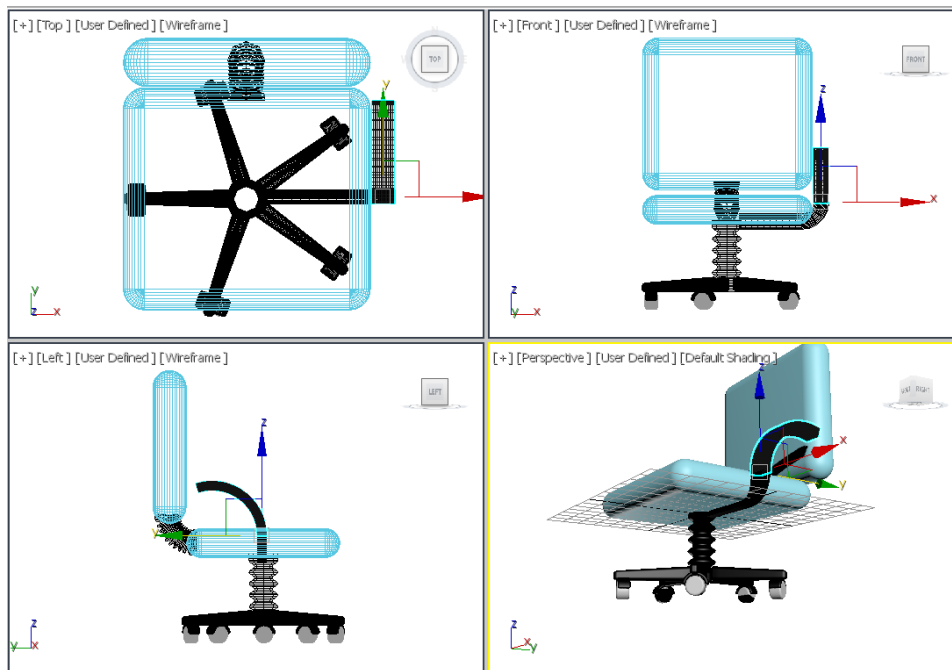 [+] [Top] [User Defined] [Wireframe]
TOP
y
x
y
z
x
[+] [Front] [User Defined] [Wireframe]
FRONT
z
x
z
y
x
[+] [Left] [User Defined] [Wireframe]
LEFT
z
y
z
y
x
[+] [Perspective] [User Defined] [Default Shading]
RIGHT
z
x
y
z
x
y